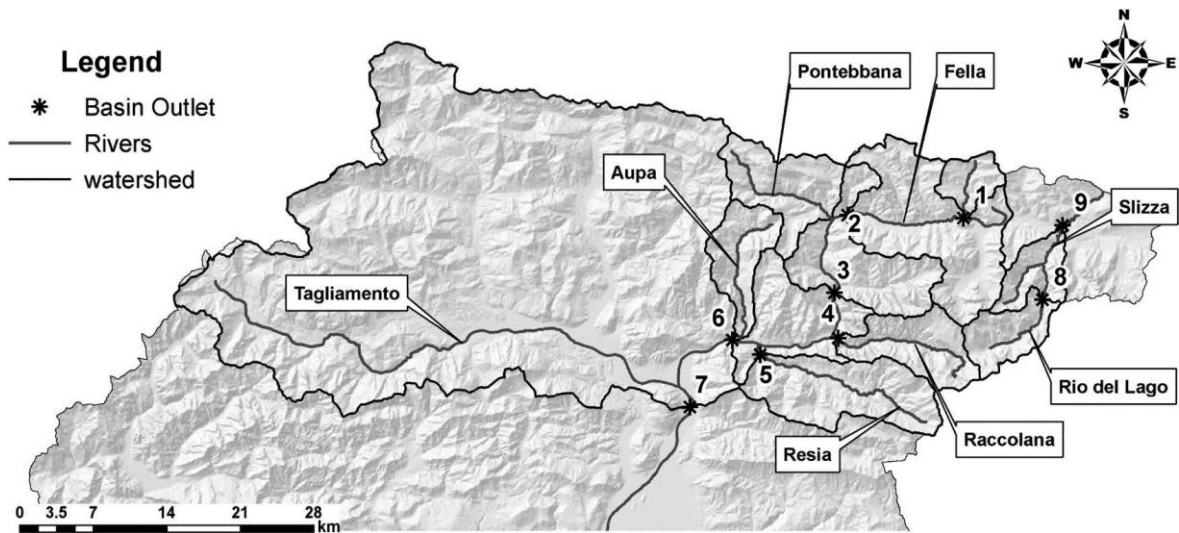 N
W E
S
Legend
Basin Outlet
Rivers
watershed
Pontebbana
Fella
Aupa
1
9
2
Slizza
3
8
Tagliamento
4
6
5
7
Rio del Lago
Raccolana
Resia
0 3.5 7 14 21 28
km